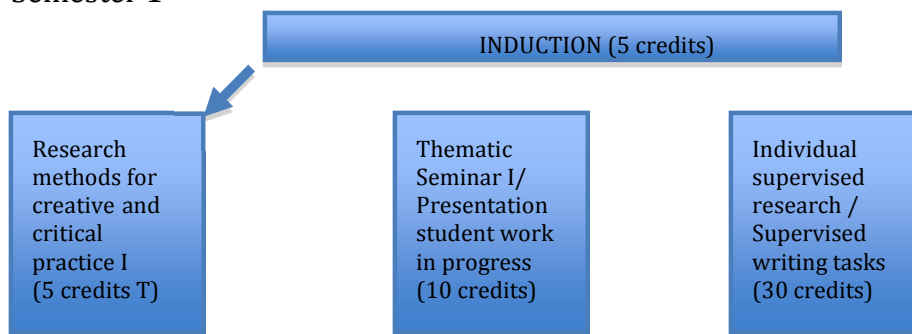 semester 1
INDUCTION (5 credits)
Research
methods for
creative and
critical
practice I
(5 credits T)
Thematic
Seminar I/
Presentation
student work
in progress
(10 credits)
Individual
supervised
research /
Supervised
writing tasks
(30 credits)